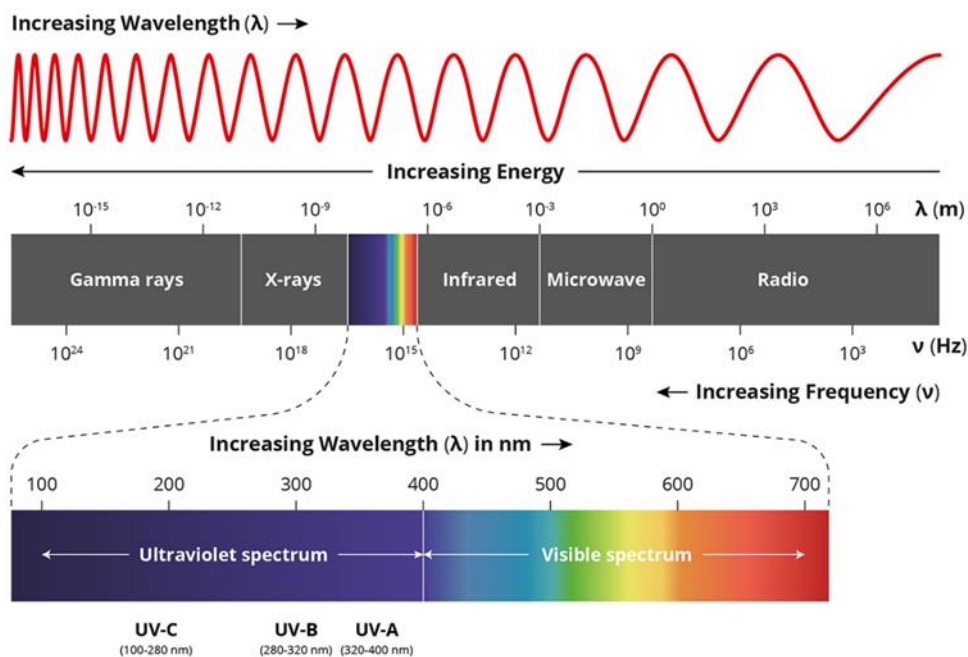 Increasing Wavelength (λ) →
← Increasing Energy
10⁻¹⁵ 10⁻¹² 10⁻⁹ 10⁻⁶ 10⁻³ 10⁰ 10³ 10⁶ λ (m)
Gamma rays X-rays Infrared Microwave Radio
10²⁴ 10²¹ 10¹⁸ 10¹⁵ 10¹² 10⁹ 10⁶ 10³ ν (Hz)
← Increasing Frequency (ν)
Increasing Wavelength (λ) in nm →
100 200 300 400 500 600 700
Ultraviolet spectrum Visible spectrum
UV-C UV-B UV-A
(100-280 nm) (280-320 nm) (320-400 nm)